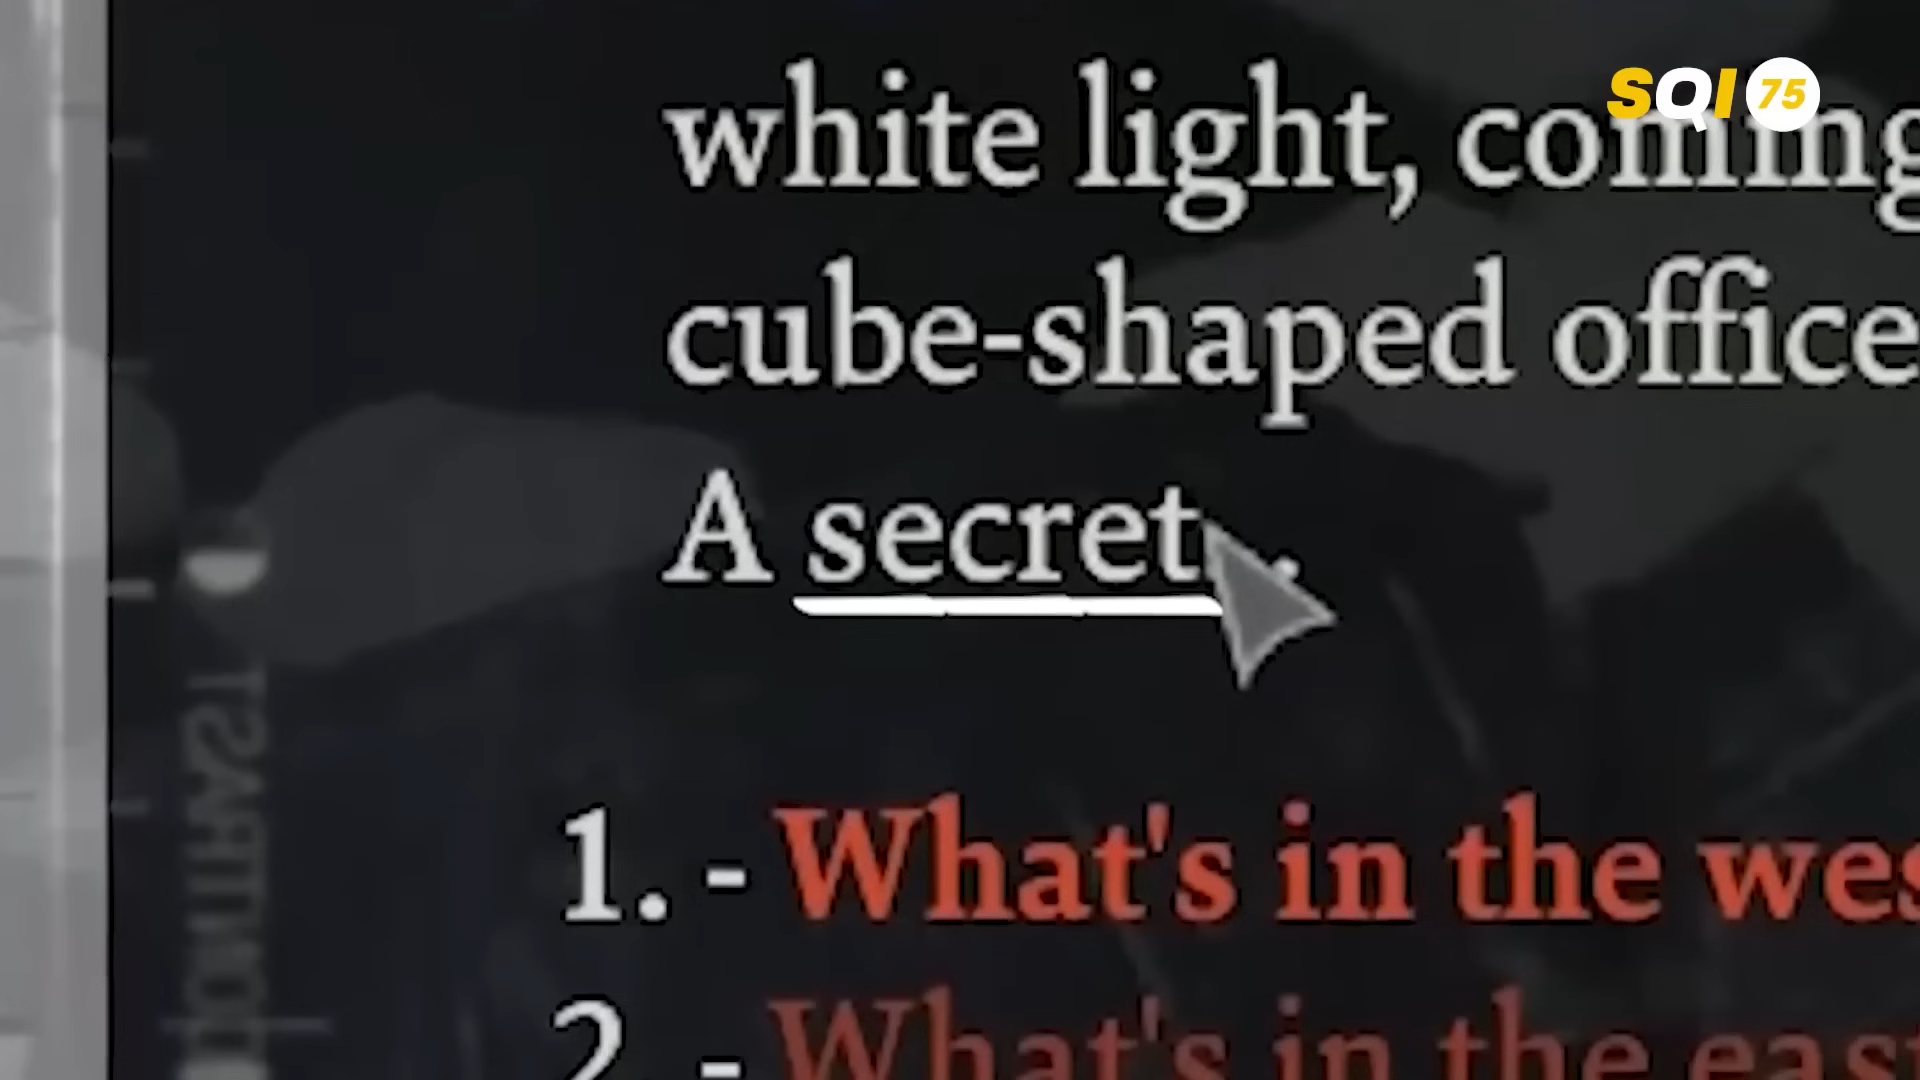 SQI 75
white light, coming
cube-shaped office
A secret
1. - What's in the wes
2. - What's in the east